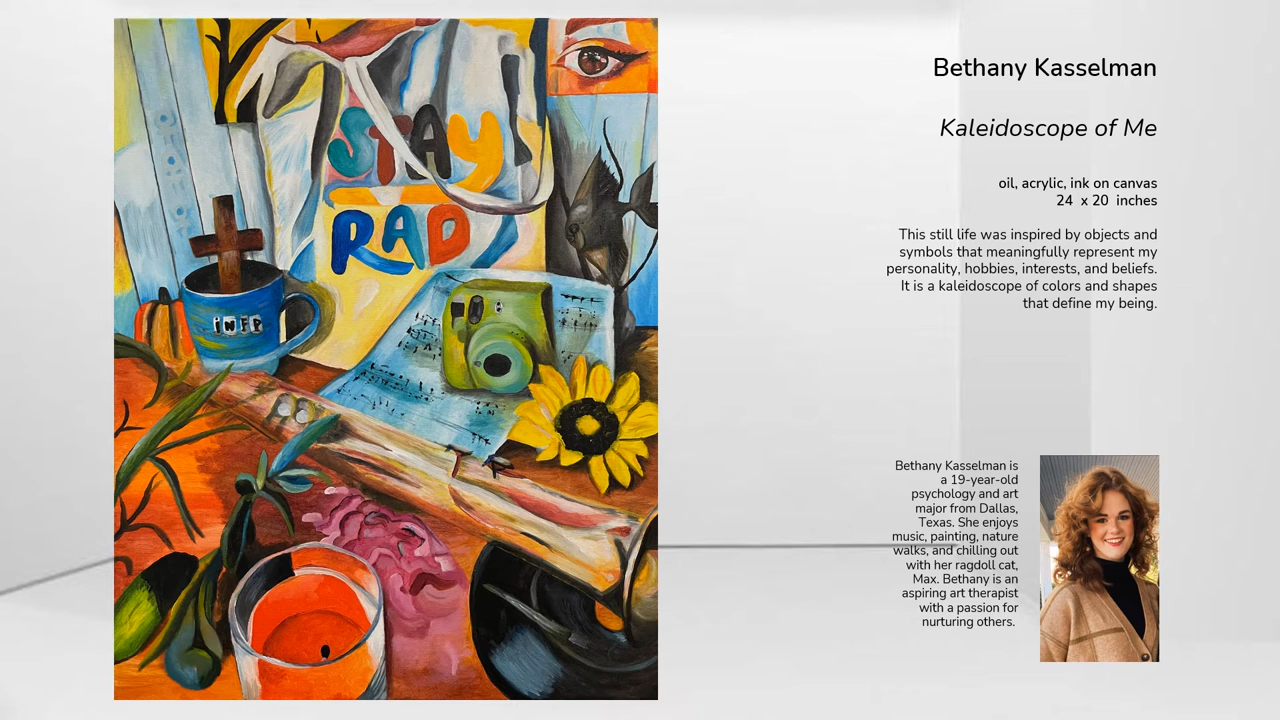 STAY
RAD
INFP
Bethany Kasselman
Kaleidoscope of Me
oil, acrylic, ink on canvas
24 x 20 inches
This still life was inspired by objects and
symbols that meaningfully represent my
personality, hobbies, interests, and beliefs.
It is a kaleidoscope of colors and shapes
that define my being.
Bethany Kasselman is
a 19-year-old
psychology and art
major from Dallas,
Texas. She enjoys
music, painting, nature
walks, and chilling out
with her ragdoll cat,
Max. Bethany is an
aspiring art therapist
with a passion for
nurturing others.